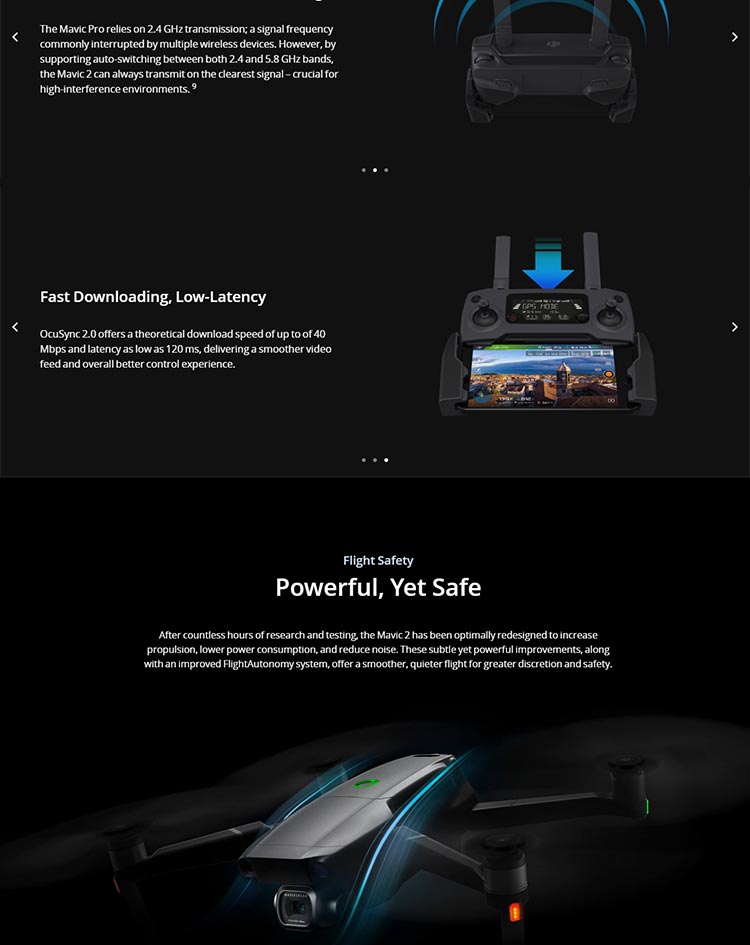 The Mavic Pro relies on 2.4 GHz transmission; a signal frequency
commonly interrupted by multiple wireless devices. However, by
supporting auto-switching between both 2.4 and 5.8 GHz bands,
the Mavic 2 can always transmit on the clearest signal – crucial for
high-interference environments. 9
Fast Downloading, Low-Latency
OcuSync 2.0 offers a theoretical download speed of up to of 40
Mbps and latency as low as 120 ms, delivering a smoother video
feed and overall better control experience.
GPS MODE
Flight Safety
Powerful, Yet Safe
After countless hours of research and testing, the Mavic 2 has been optimally redesigned to increase
propulsion, lower power consumption, and reduce noise. These subtle yet powerful improvements, along
with an improved FlightAutonomy system, offer a smoother, quieter flight for greater discretion and safety.
HASSELBLAD